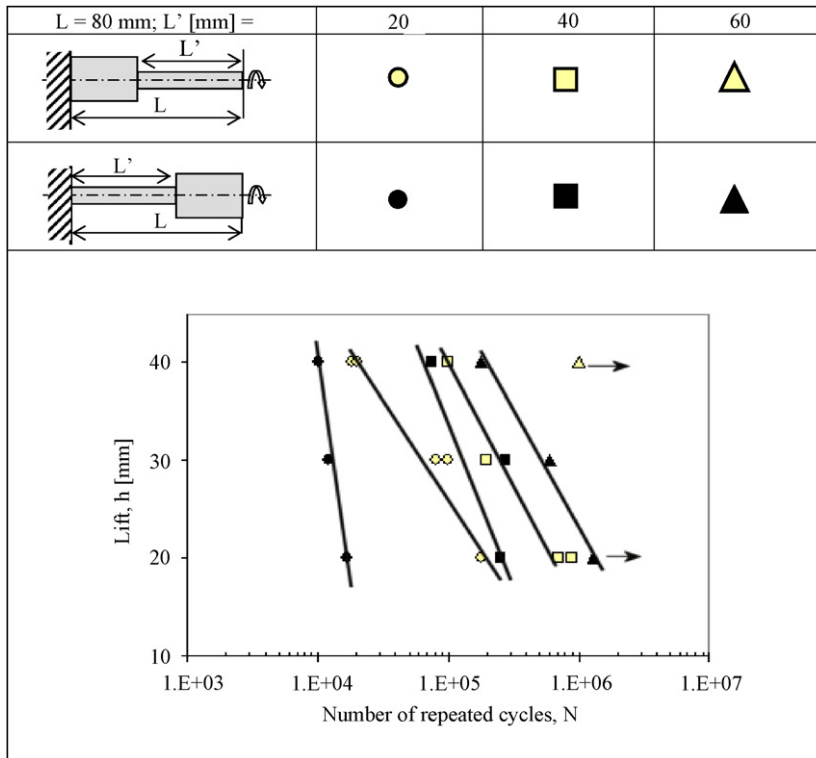 L = 80 mm; L’ [mm] = 20 40 60
L’
L
L’
L
40
30
20
10
Lift, h [mm]
1.E+03 1.E+04 1.E+05 1.E+06 1.E+07
Number of repeated cycles, N